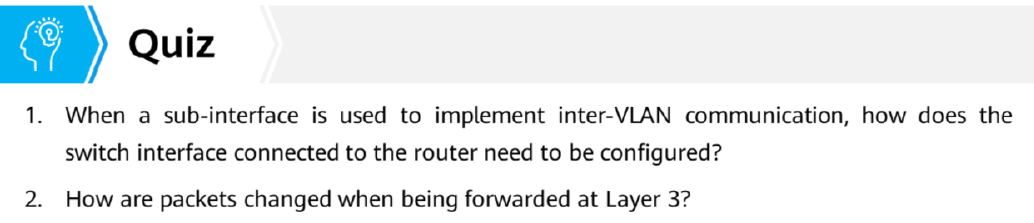 Quiz
1. When a sub-interface is used to implement inter-VLAN communication, how does the
switch interface connected to the router need to be configured?
2. How are packets changed when being forwarded at Layer 3?